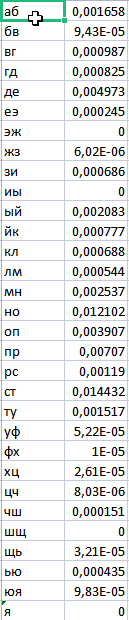 аб 0,001658
бв 9,43E-05
вг 0,000987
гд 0,000825
де 0,004973
еэ 0,000245
эж 0
жз 6,02E-06
зи 0,000686
иы 0
ый 0,002083
йк 0,000777
кл 0,000688
лм 0,000544
мн 0,002537
но 0,012102
оп 0,003907
пр 0,00707
рс 0,00119
ст 0,014432
ту 0,001517
уф 5,22E-05
фх 1E-05
хц 2,61E-05
цч 8,03E-06
чш 0,000151
шщ 0
щь 3,21E-05
ью 0,000435
юя 9,83E-05
я 0